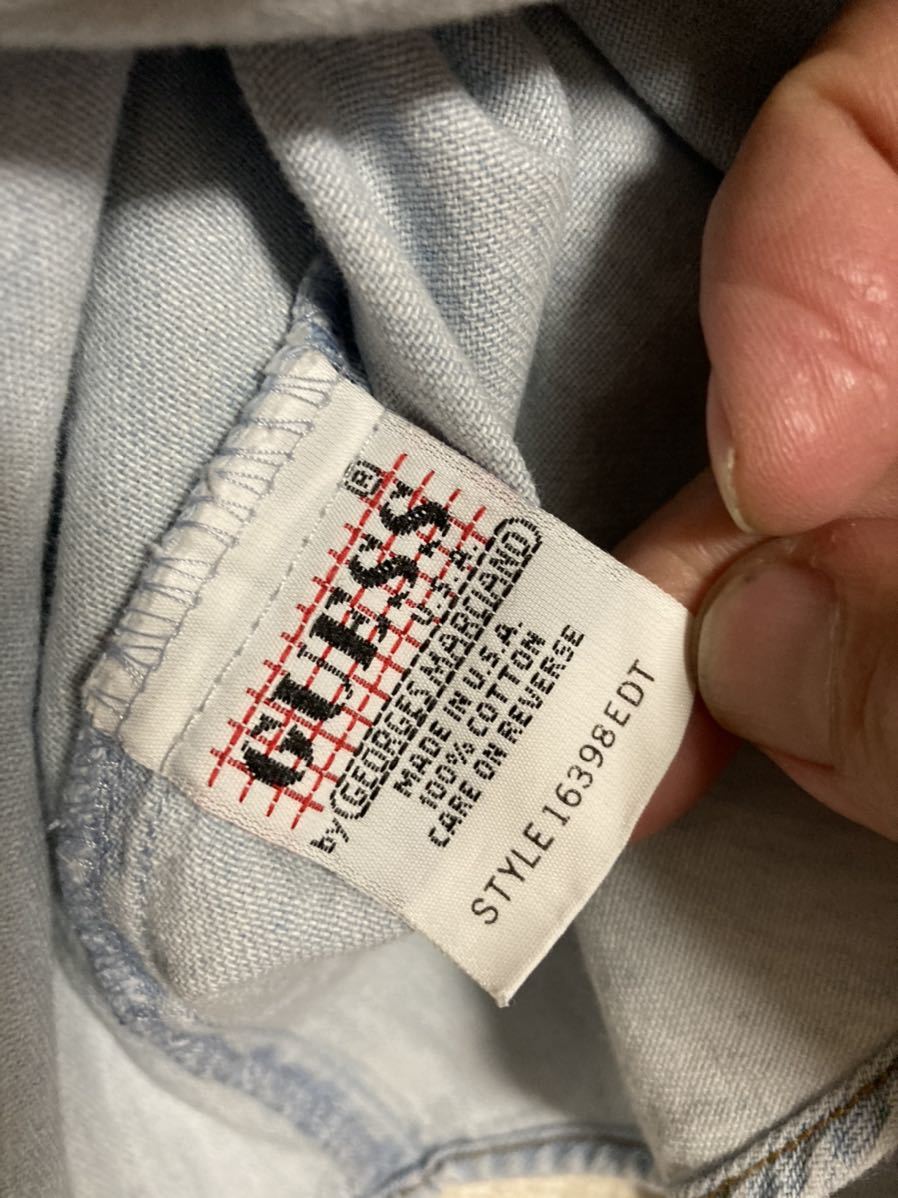 GUESS ®
U.S.A.
by GEORGES MARCIANO
MADE IN U.S.A.
100% COTTON
CARE ON REVERSE
STYLE 16398EDT